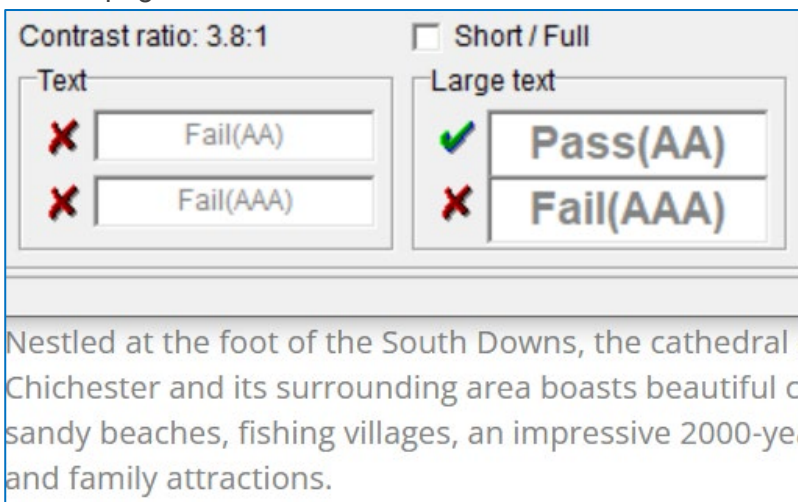 Contrast ratio: 3.8:1
Short / Full
Text
Fail(AA)
Fail(AAA)
Large text
Pass(AA)
Fail(AAA)
Nestled at the foot of the South Downs, the cathedral
Chichester and its surrounding area boasts beautiful
sandy beaches, fishing villages, an impressive
and family attractions.